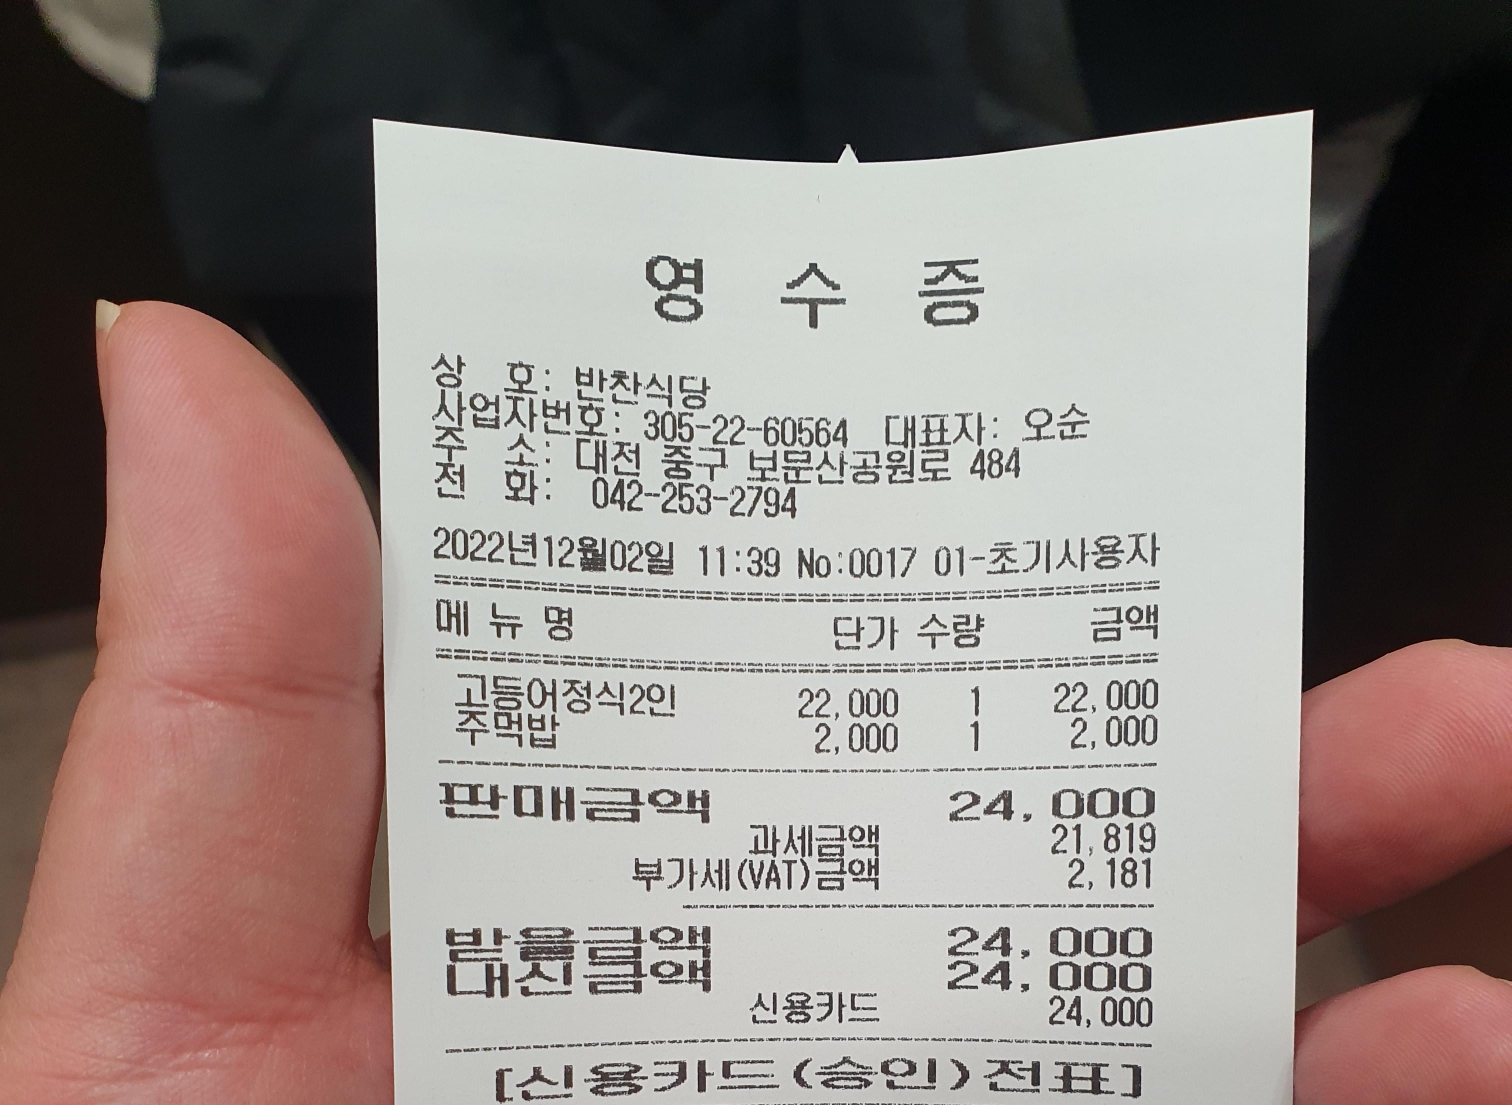 영 수 증
상 호: 반찬식당
사업자번호: 305-22-60564 대표자: 오순
주 소: 대전 중구 보문산공원로 484
전 화: 042-253-2794
2022년12월02일 11:39 No:0017 01-초기사용자
메 뉴 명 단가 수량 금액
고등어정식2인 22,000 1 22,000
주먹밥 2,000 1 2,000
판매금액 24,000
과세금액 21,819
부가세(VAT)금액 2,181
받을금액 24,000
내신금액 24,000
신용카드 24,000
[신용카드(승인)전표]